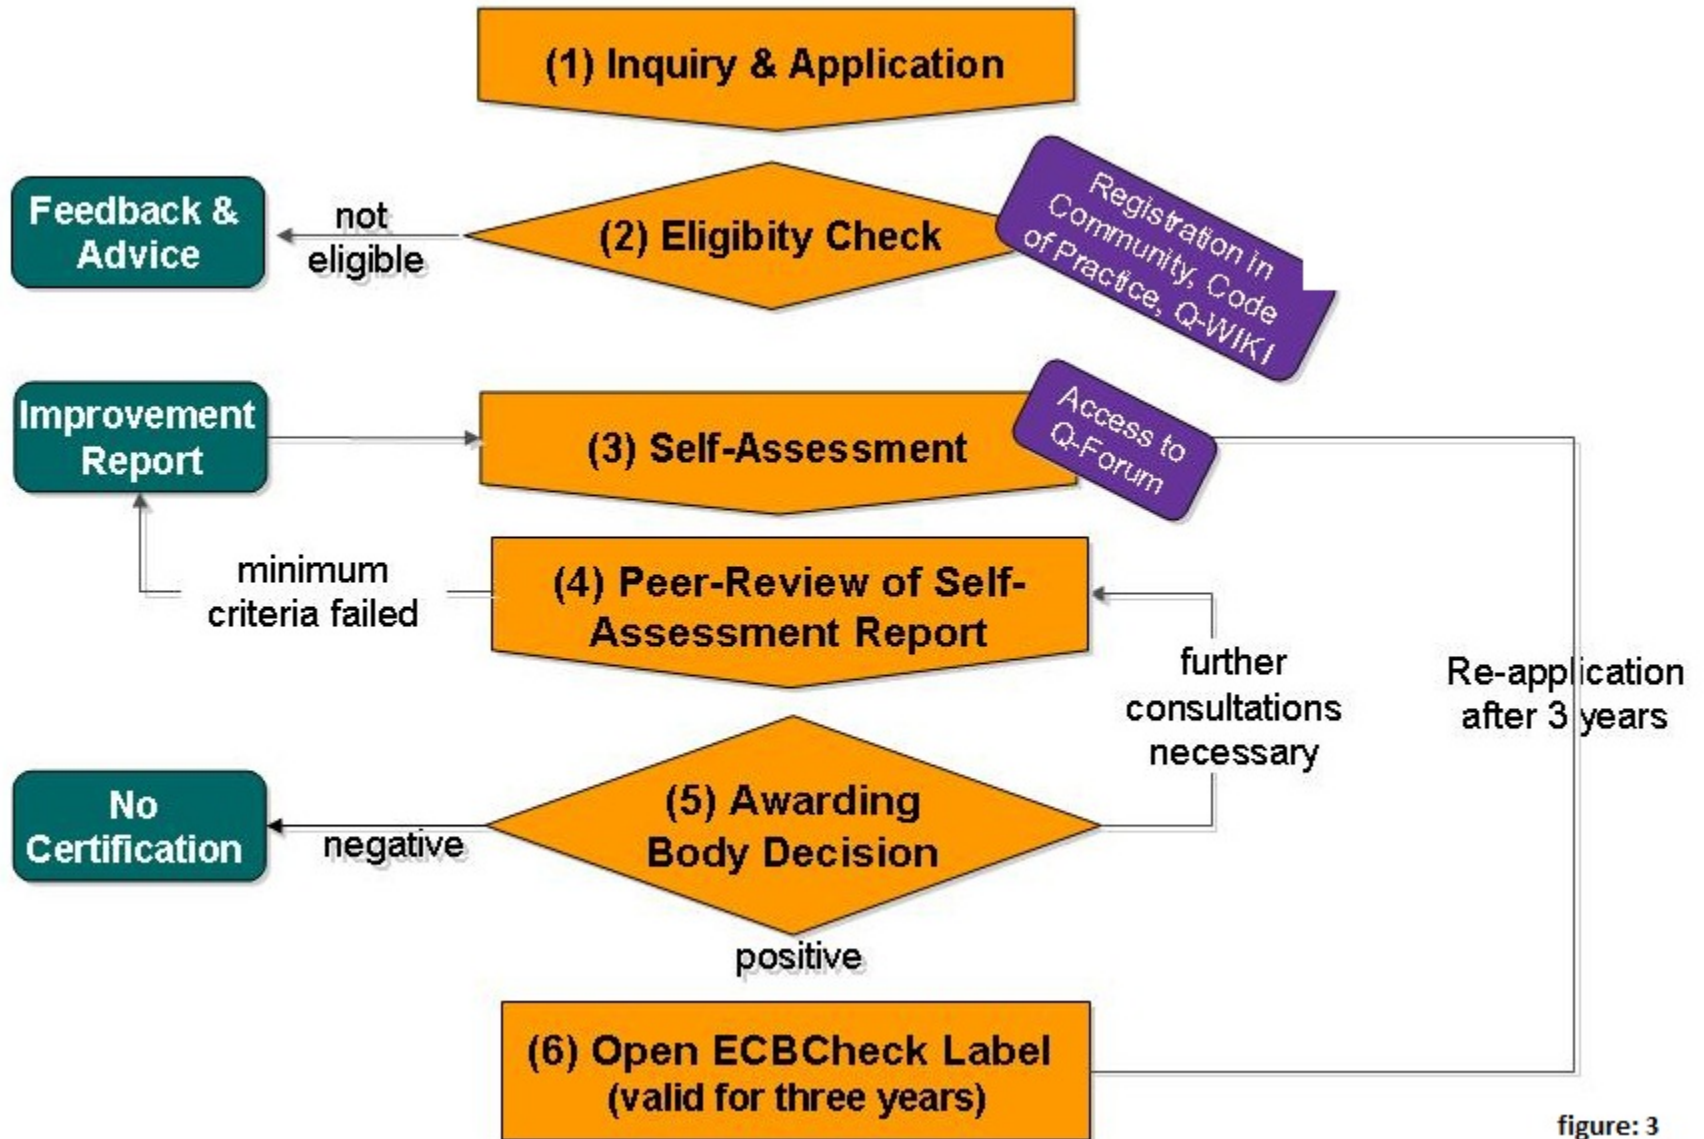 (1) Inquiry & Application
Feedback &
Advice
not
eligible
(2) Eligibity Check
Registration in
Community, Code
of Practice, Q-WIKI
Improvement
Report
(3) Self-Assessment
Access to
Q-Forum
minimum
criteria failed
(4) Peer-Review of Self-
Assessment Report
further
consultations
necessary
Re-application
after 3 years
No
Certification
negative
(5) Awarding
Body Decision
positive
(6) Open ECBCheck Label
(valid for three years)
figure: 3